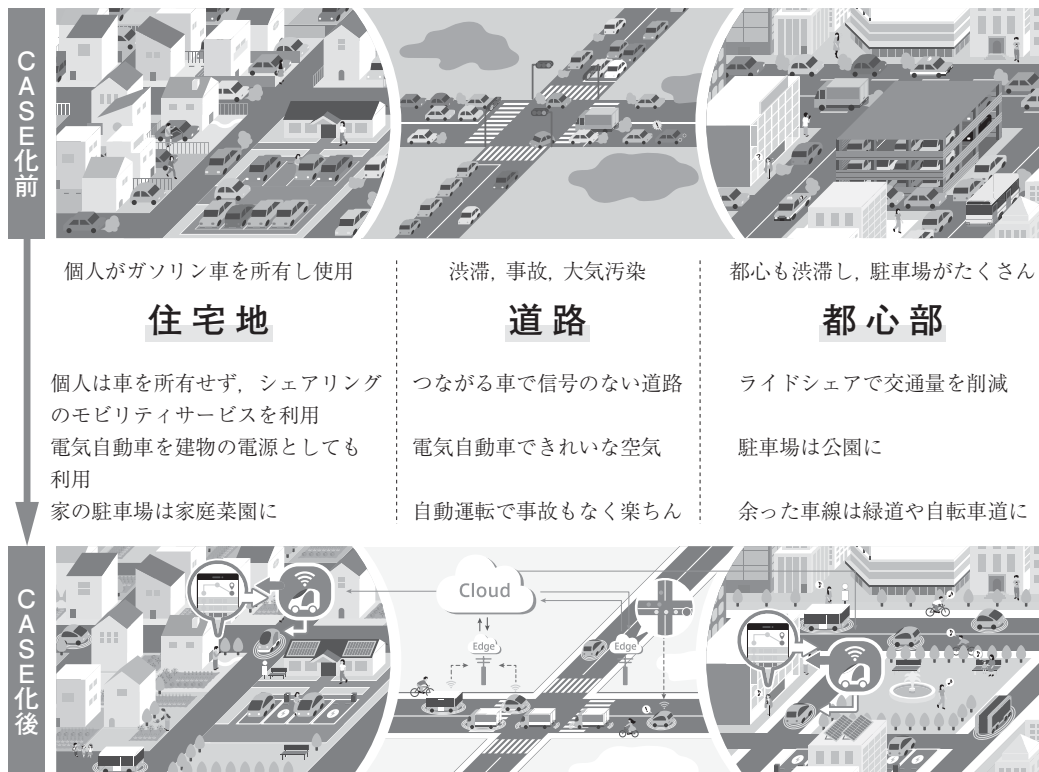 CASE化前
個人がガソリン車を所有し使用
住宅地
個人は車を所有せず，シェアリング
のモビリティサービスを利用
電気自動車を建物の電源としても
利用
家の駐車場は家庭菜園に
渋滞，事故，大気汚染
道路
つながる車で信号のない道路
電気自動車できれいな空気
自動運転で事故もなく楽ちん
都心も渋滞し，駐車場がたくさん
都心部
ライドシェアで交通量を削減
駐車場は公園に
余った車線は緑道や自転車道に
CASE化後
Cloud
Edge
Edge